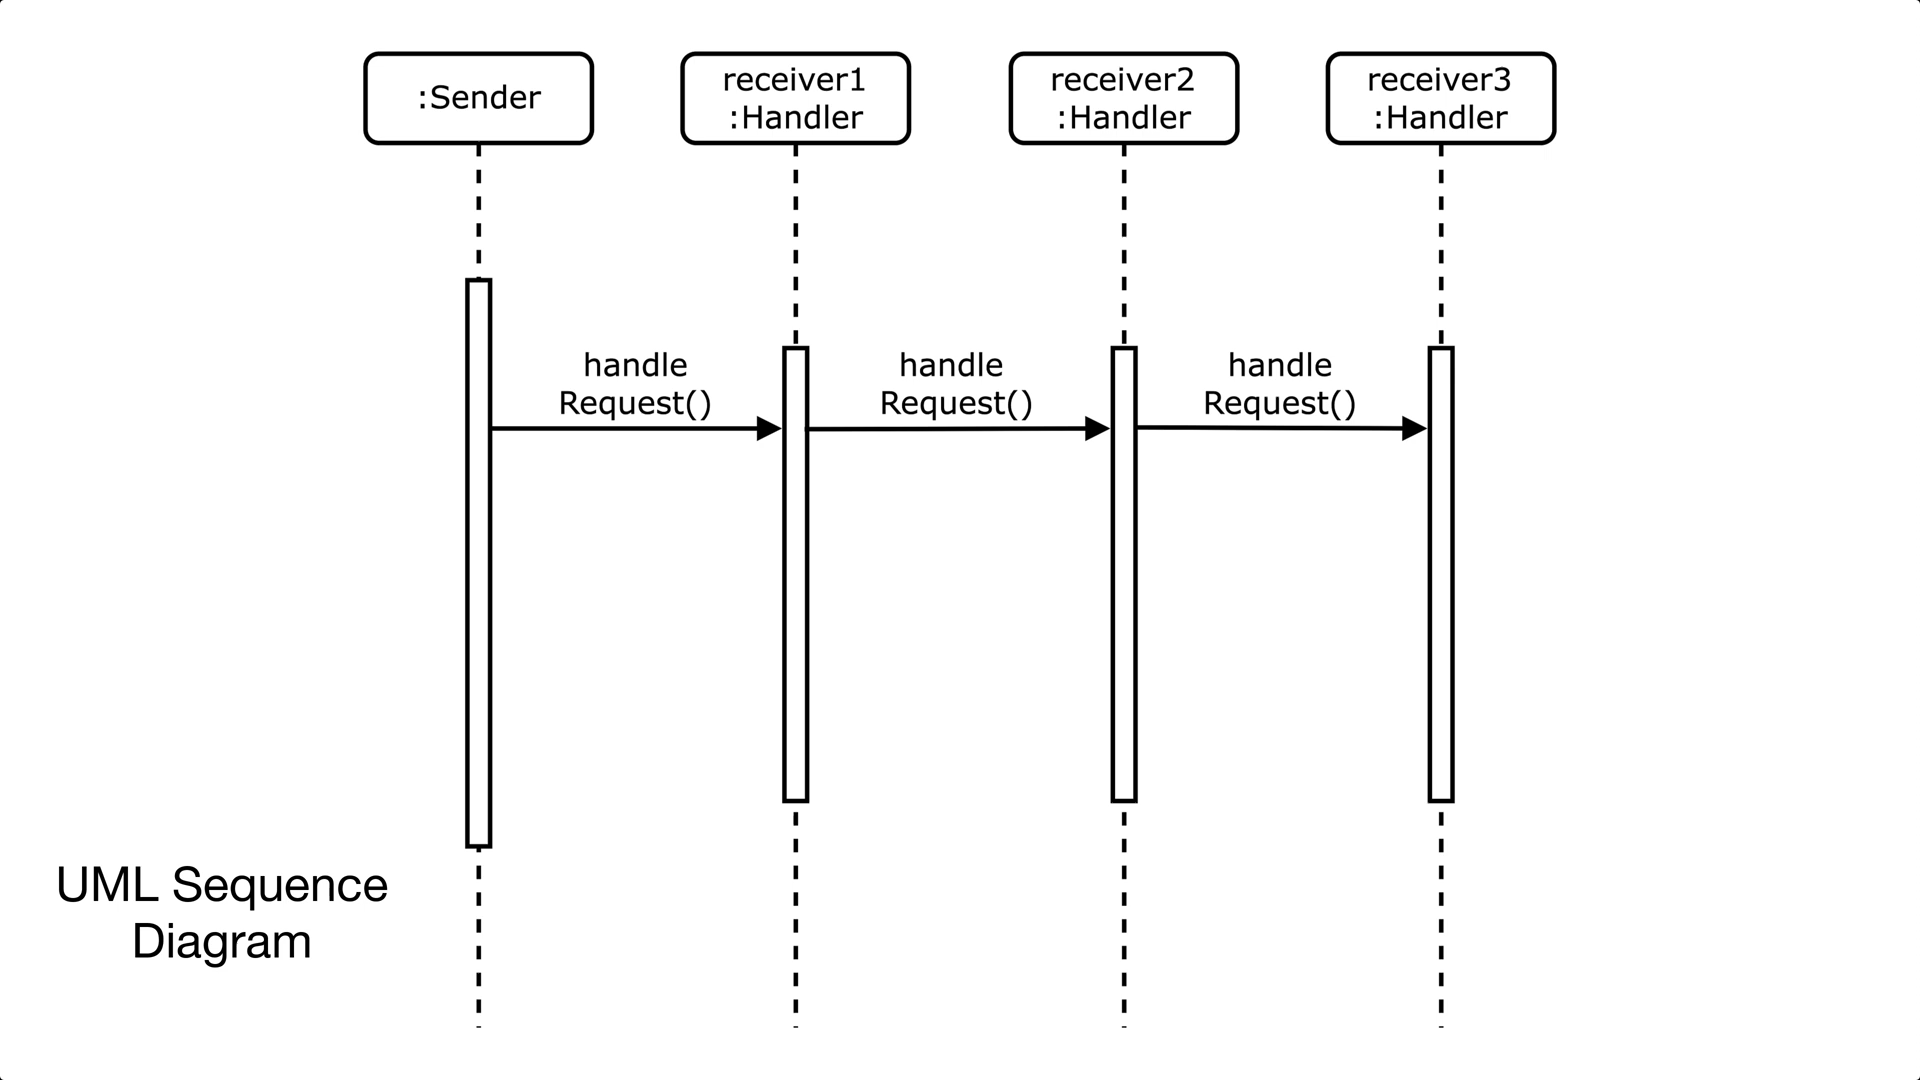 :Sender
receiver1
:Handler
receiver2
:Handler
receiver3
:Handler
handle
Request()
handle
Request()
handle
Request()
UML Sequence
Diagram